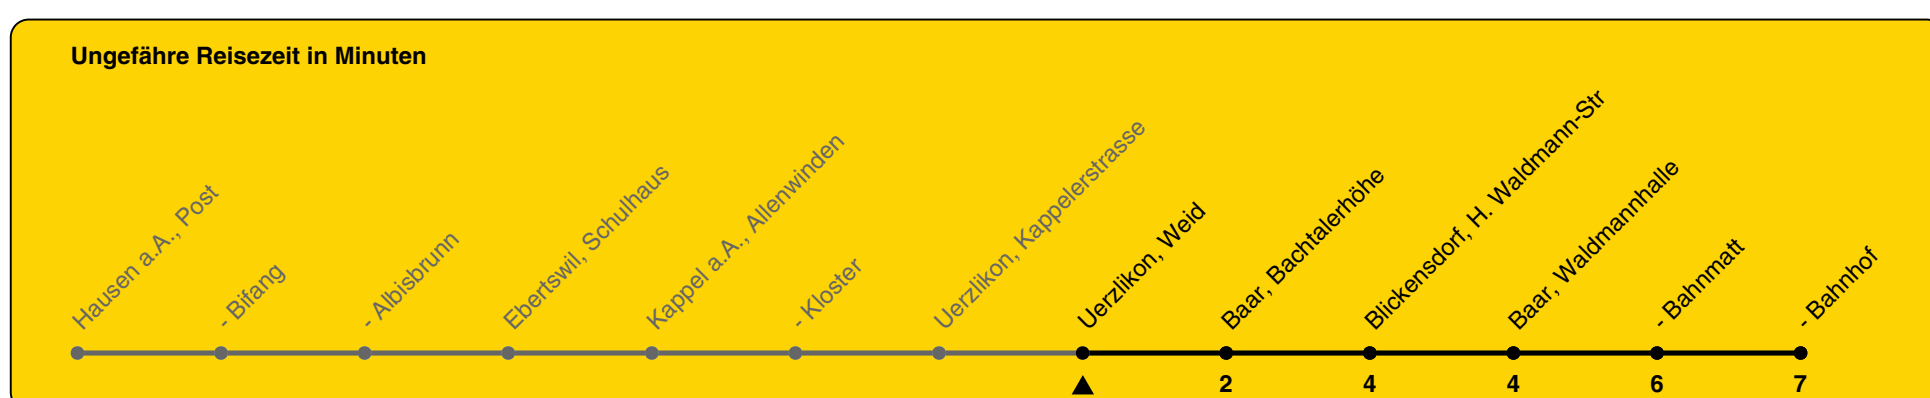 Ungefähre Reisezeit in Minuten
Hausen a.A., Post
- Bifang
- Albisbrunn
Ebertswil, Schulhaus
Kappel a.A., Allenwinden
- Kloster
Uerzlikon, Kappelerstrasse
Uerzlikon, Weid
Baar, Bachtalerhöhe
Blickensdorf, H. Waldmann-Str
Baar, Waldmannhalle
- Bahnmatt
- Bahnhof
2 4 4 6 7